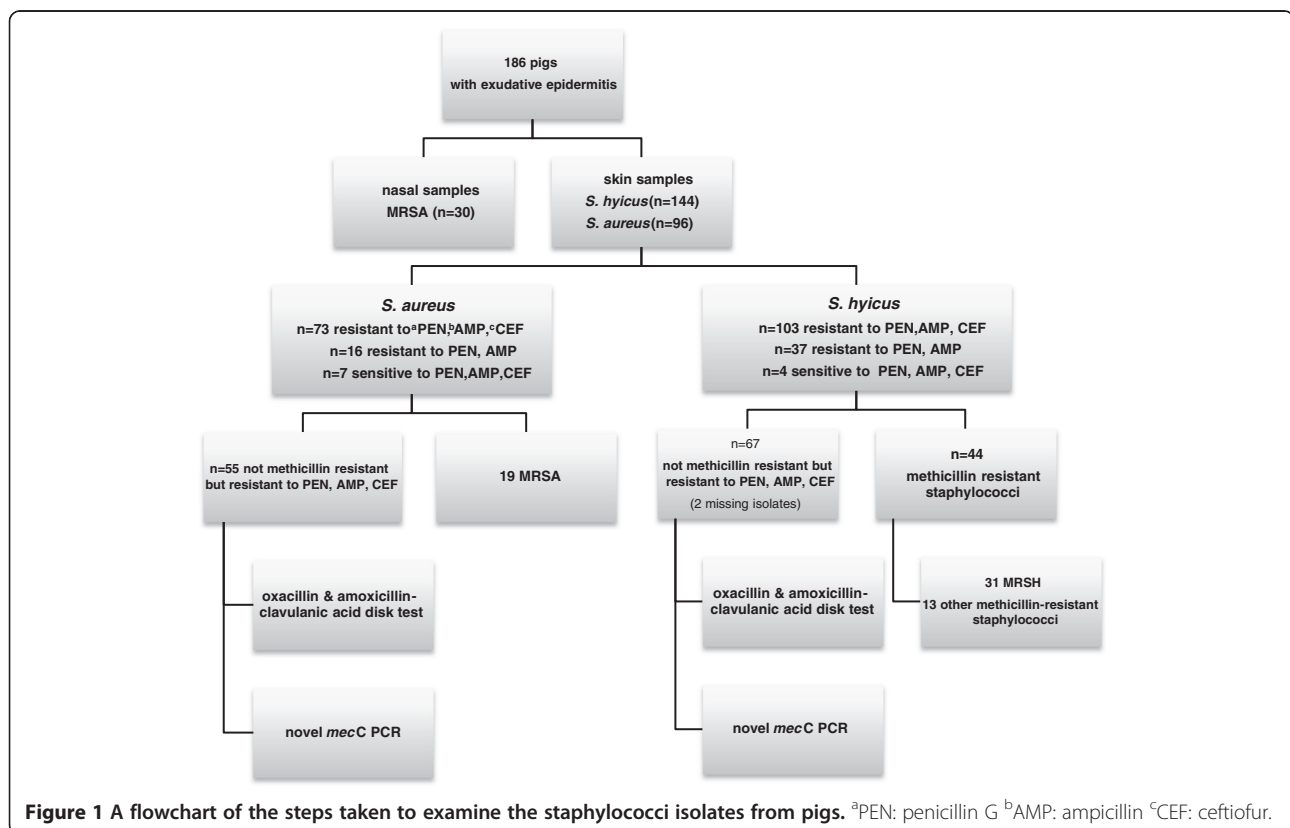 186 pigs
with exudative epidermitis
nasal samples
MRSA (n=30)
skin samples
S. hyicus(n=144)
S. aureus(n=96)
S. aureus
n=73 resistant toᵃPEN,ᵇAMP,ᶜCEF
n=16 resistant to PEN, AMP
n=7 sensitive to PEN,AMP,CEF
S. hyicus
n=103 resistant to PEN,AMP, CEF
n=37 resistant to PEN, AMP
n=4 sensitive to PEN, AMP, CEF
n=55 not methicillin resistant
but resistant to PEN, AMP, CEF
19 MRSA
n=67
not methicillin resistant but
resistant to PEN, AMP, CEF
(2 missing isolates)
n=44
methicillin resistant
staphylococci
oxacillin & amoxicillin-
clavulanic acid disk test
oxacillin & amoxicillin-
clavulanic acid disk test
31 MRSH
13 other methicillin-resistant
staphylococci
novel mecC PCR
novel mecC PCR
Figure 1 A flowchart of the steps taken to examine the staphylococci isolates from pigs. ᵃPEN: penicillin G ᵇAMP: ampicillin ᶜCEF: ceftiofur.